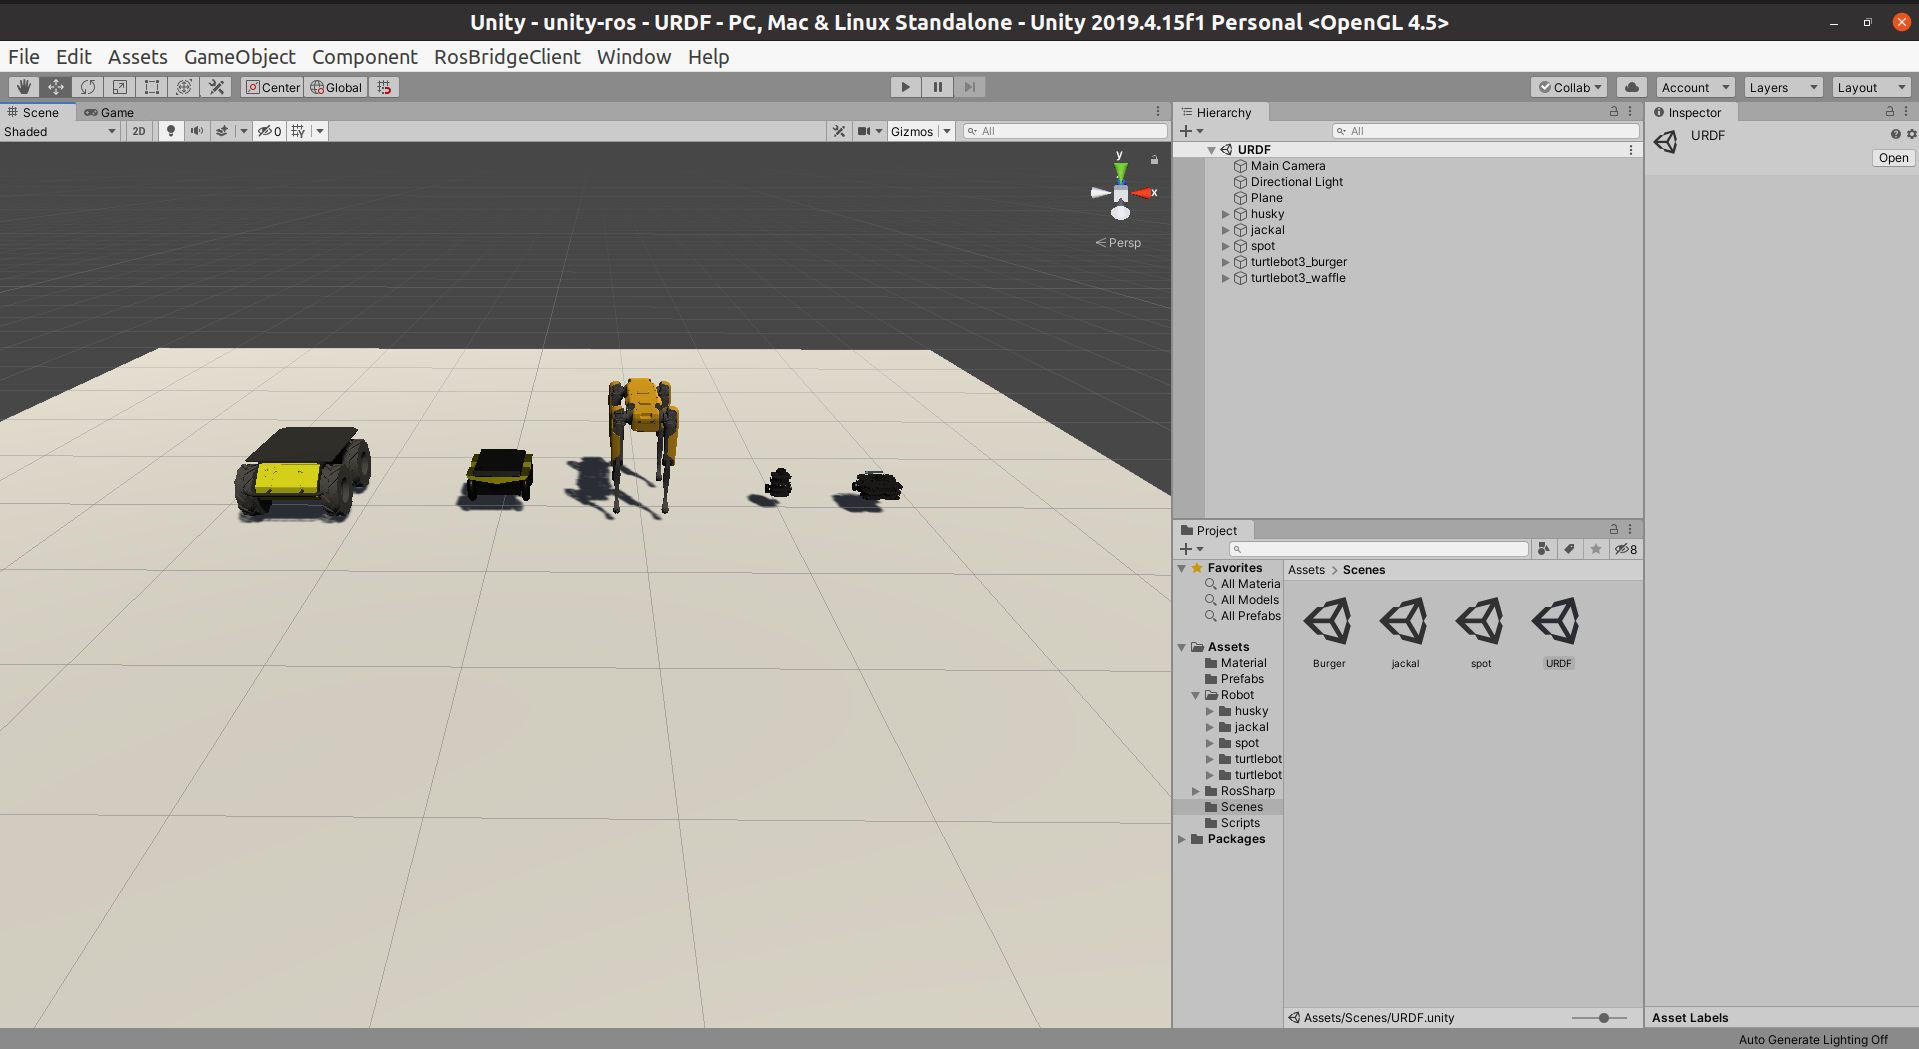 Unity - unity-ros - URDF - PC, Mac & Linux Standalone - Unity 2019.4.15f1 Personal <OpenGL 4.5>
File Edit Assets GameObject Component RosBridgeClient Window Help
Center Global Collab Account Layers Layout
Scene Game
Shaded 2D 0 Gizmos All
y
x
Persp
Hierarchy
All
URDF
Main Camera
Directional Light
Plane
husky
jackal
spot
turtlebot3_burger
turtlebot3_waffle
Inspector
URDF
Open
Project
8
Favorites
All Materia
All Models
All Prefabs
Assets
Material
Prefabs
Robot
husky
jackal
spot
turtlebot
turtlebot
RosSharp
Scenes
Scripts
Packages
Assets > Scenes
Burger jackal spot URDF
Assets/Scenes/URDF.unity
Asset Labels
Auto Generate Lighting Off